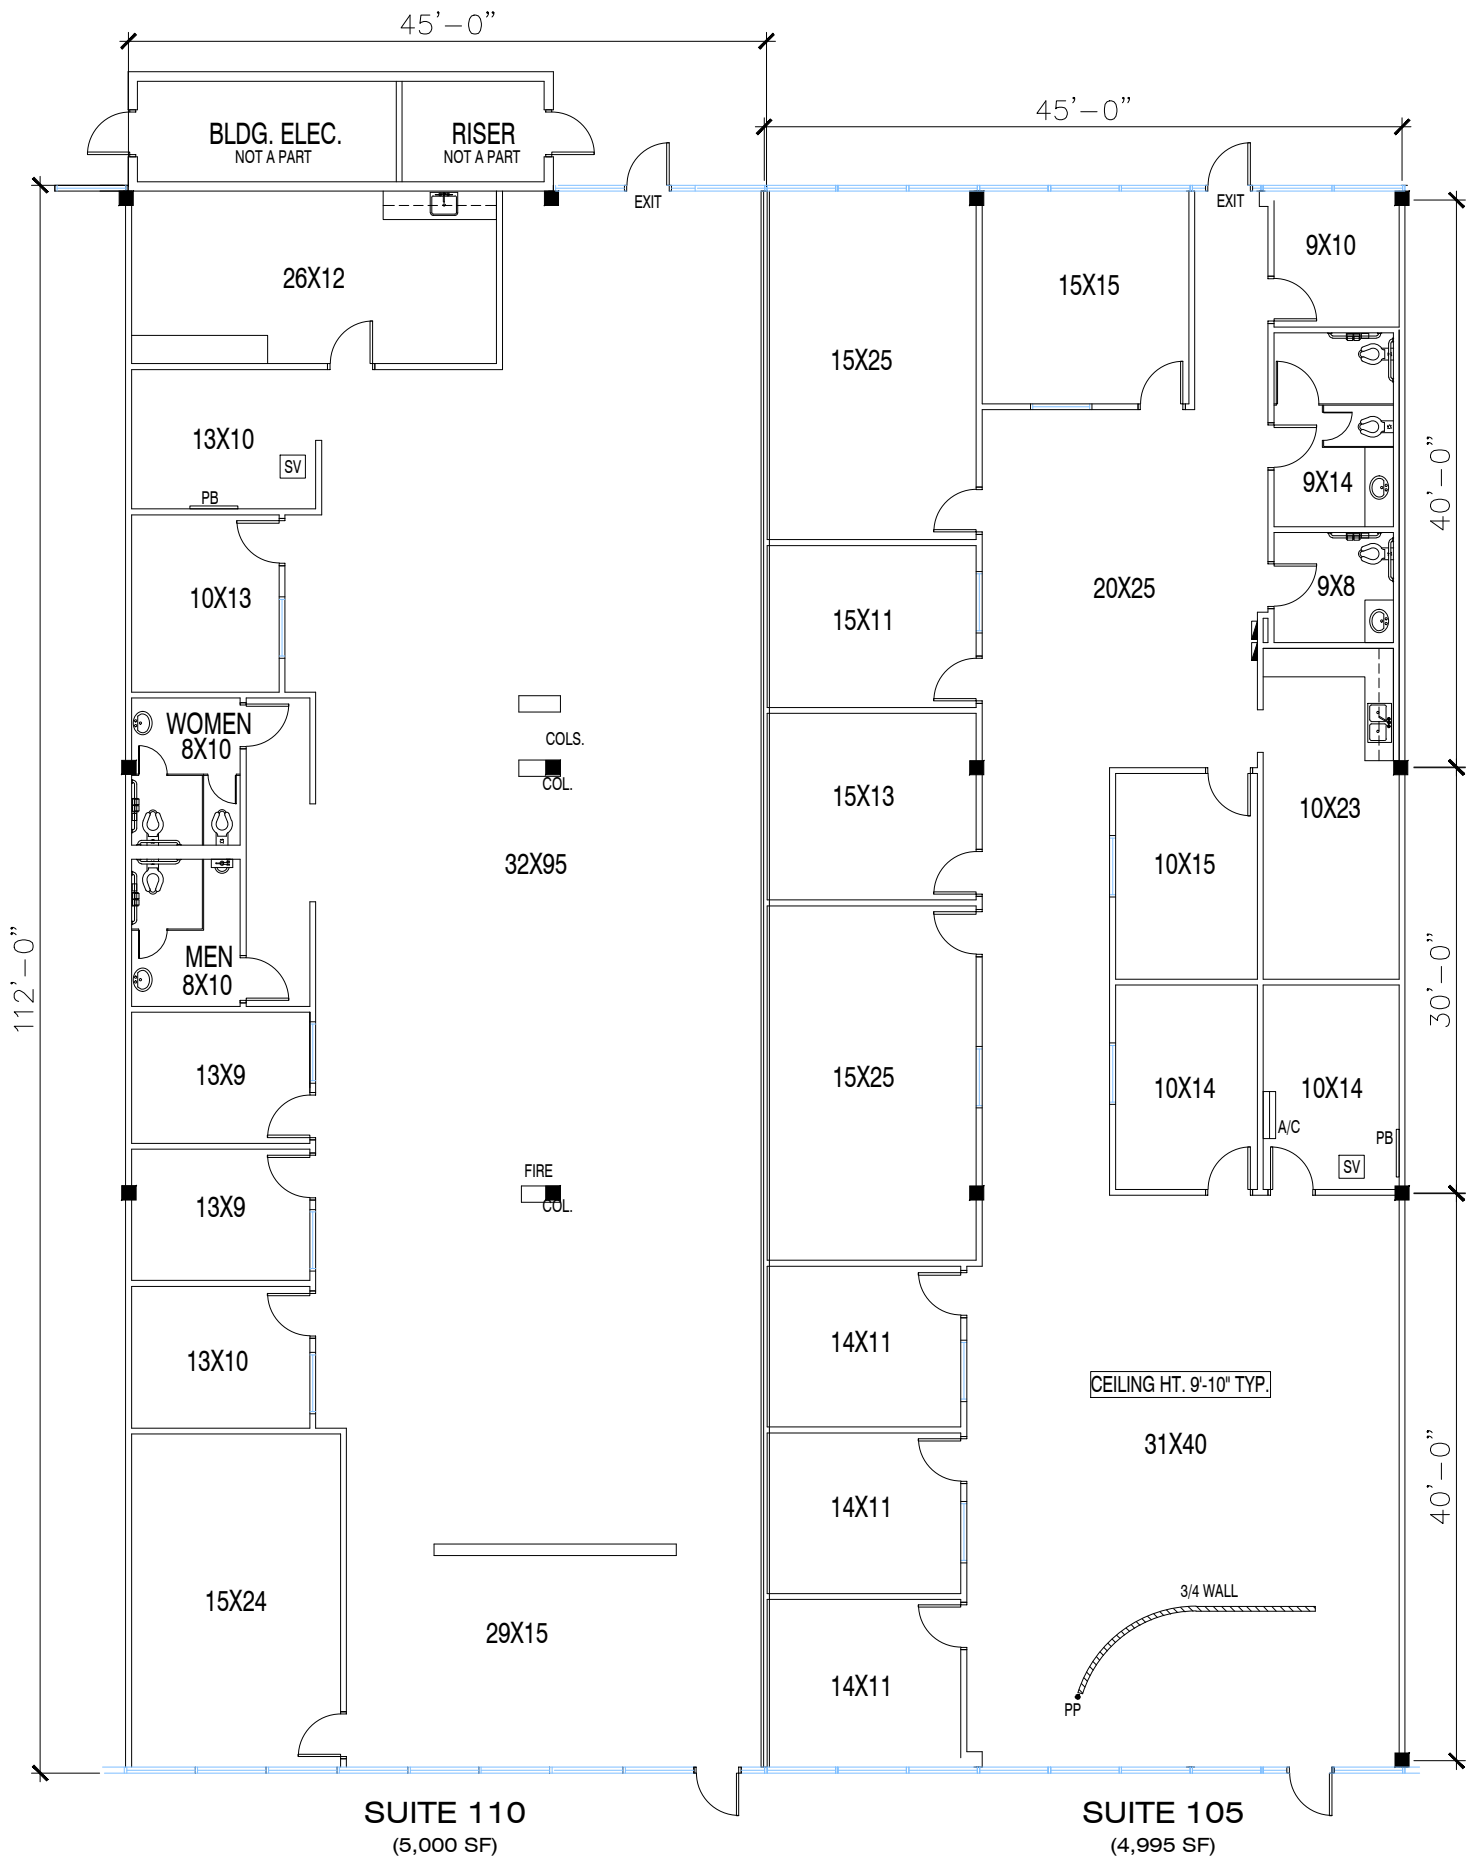 45'-0"
45'-0"
BLDG. ELEC.
NOT A PART
RISER
NOT A PART
EXIT
EXIT
26X12
15X15
9X10
15X25
13X10
SV
PB
9X14
40'-0"
10X13
15X11
20X25
9X8
WOMEN
8X10
COLS.
COL.
15X13
10X23
32X95
10X15
MEN
8X10
112'-0"
30'-0"
13X9
15X25
10X14
10X14
A/C
PB
SV
FIRE
COL.
13X9
13X10
14X11
CEILING HT. 9'-10" TYP.
31X40
40'-0"
14X11
15X24
29X15
3/4 WALL
14X11
PP
SUITE 110
(5,000 SF)
SUITE 105
(4,995 SF)